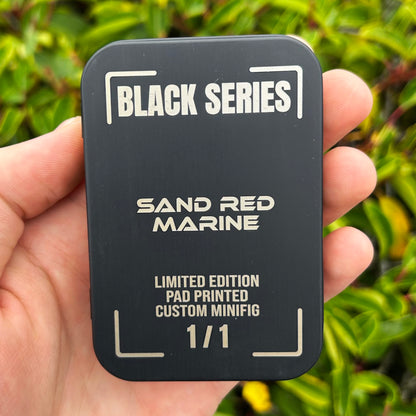 BLACK SERIES
SAND RED
MARINE
LIMITED EDITION
PAD PRINTED
CUSTOM MINIFIG
1/1